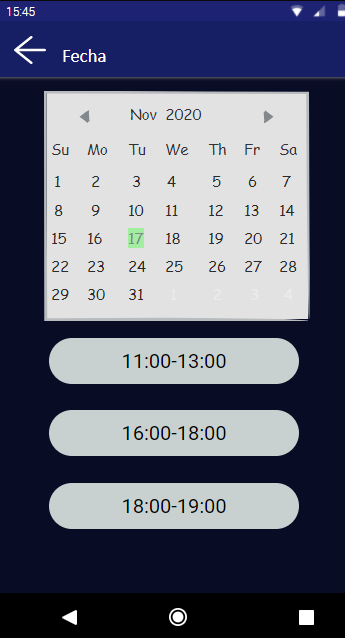 15:45
Fecha
Nov 2020
Su Mo Tu We Th Fr Sa
1 2 3 4 5 6 7
8 9 10 11 12 13 14
15 16 17 18 19 20 21
22 23 24 25 26 27 28
29 30 31 1 2 3 4
11:00-13:00
16:00-18:00
18:00-19:00